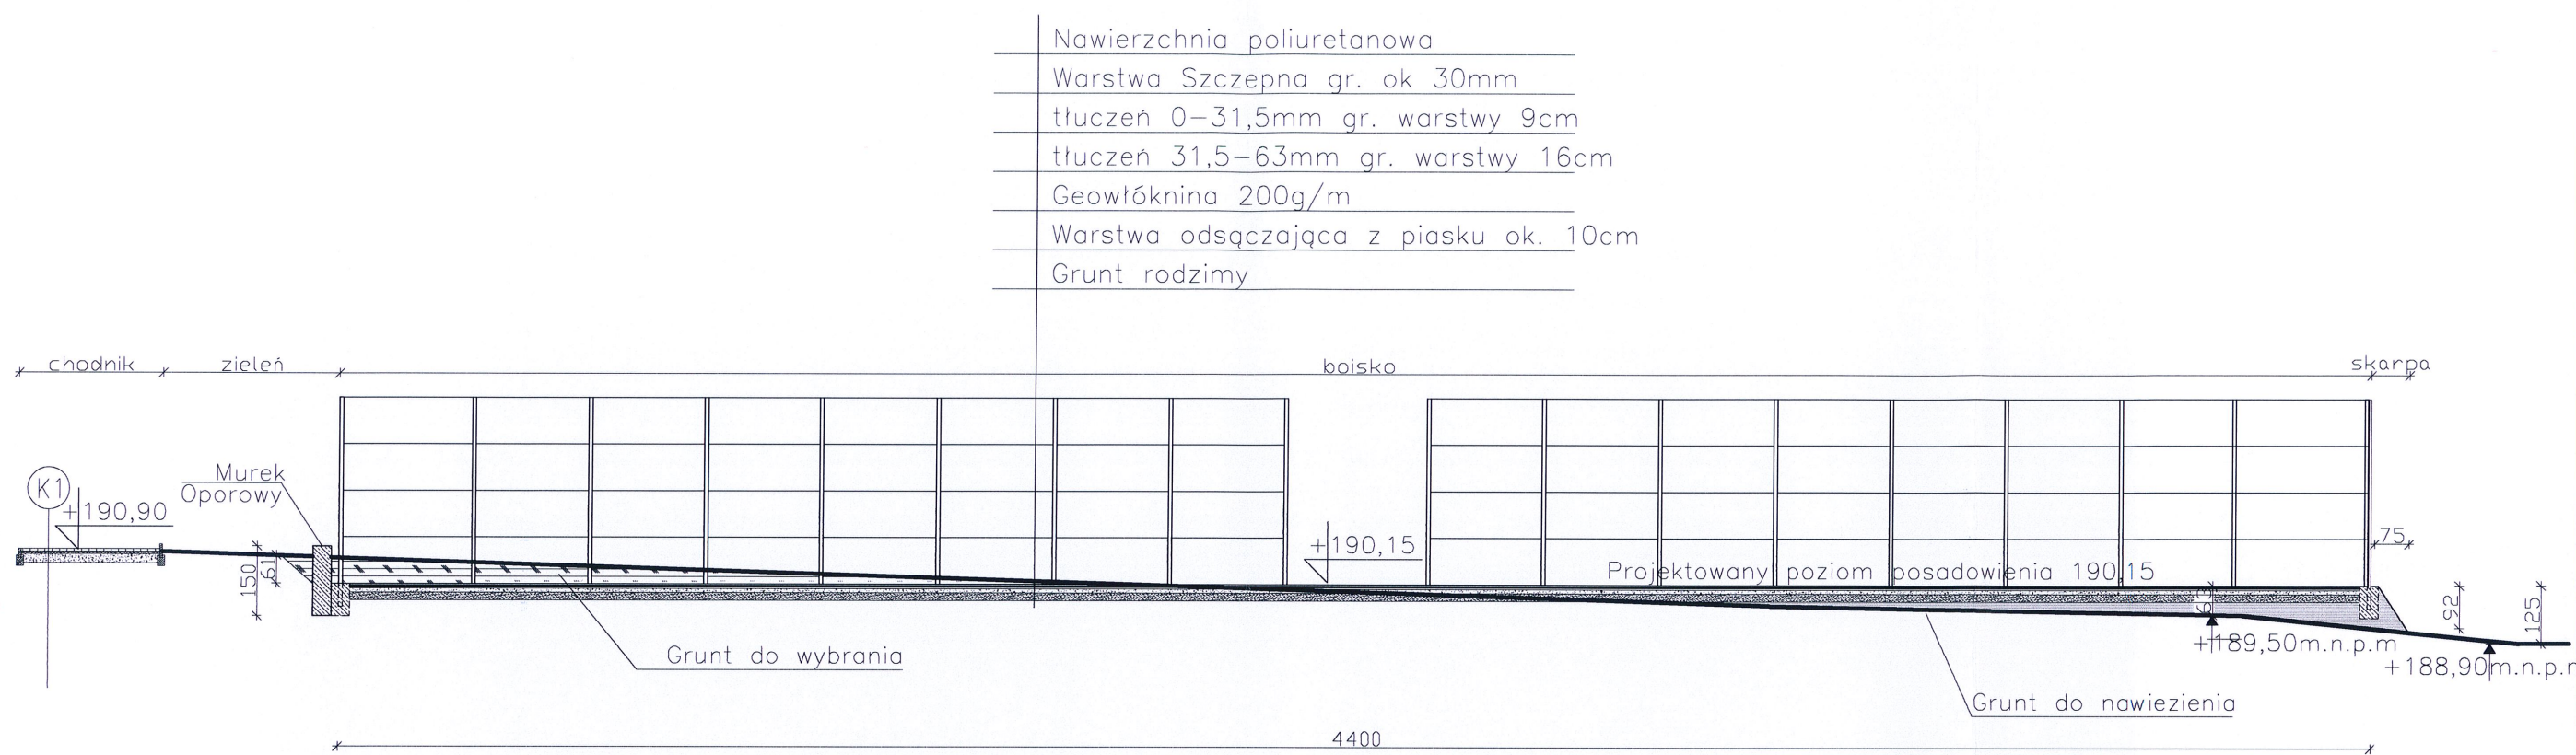 Nawierzchnia poliuretanowa
Warstwa Szczepna gr. ok 30mm
tłuczeń 0-31,5mm gr. warstwy 9cm
tłuczeń 31,5-63mm gr. warstwy 16cm
Geowłóknina 200g/m
Warstwa odsączająca z piasku ok. 10cm
Grunt rodzimy
chodnik
zieleń
boisko
skarpa
K1
+190,90
Murek
Oporowy
150
61
+190,15
75
Projektowany poziom posadowienia 190,15
92
125
+189,50m.n.p.m
+188,90m.n.p.m
Grunt do wybrania
Grunt do nawiezienia
4400